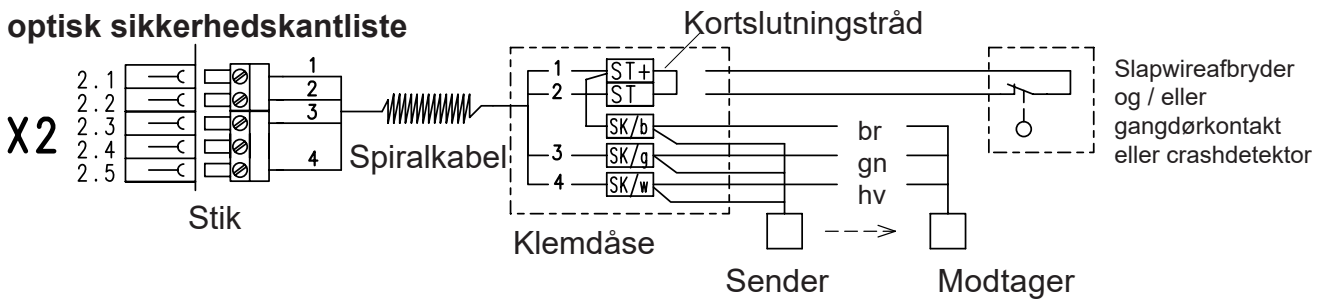 optisk sikkerhedskantliste
Kortslutningstråd
X2
2.1
2.2
2.3
2.4
2.5
1
2
3
4
Stik
Spiralkabel
1
2
3
4
ST+
ST
SK/b
SK/g
SK/w
Klemdåse
br
gn
hv
Sender
Modtager
Slapwireafbryder
og / eller
gangdørkontakt
eller crashdetektor